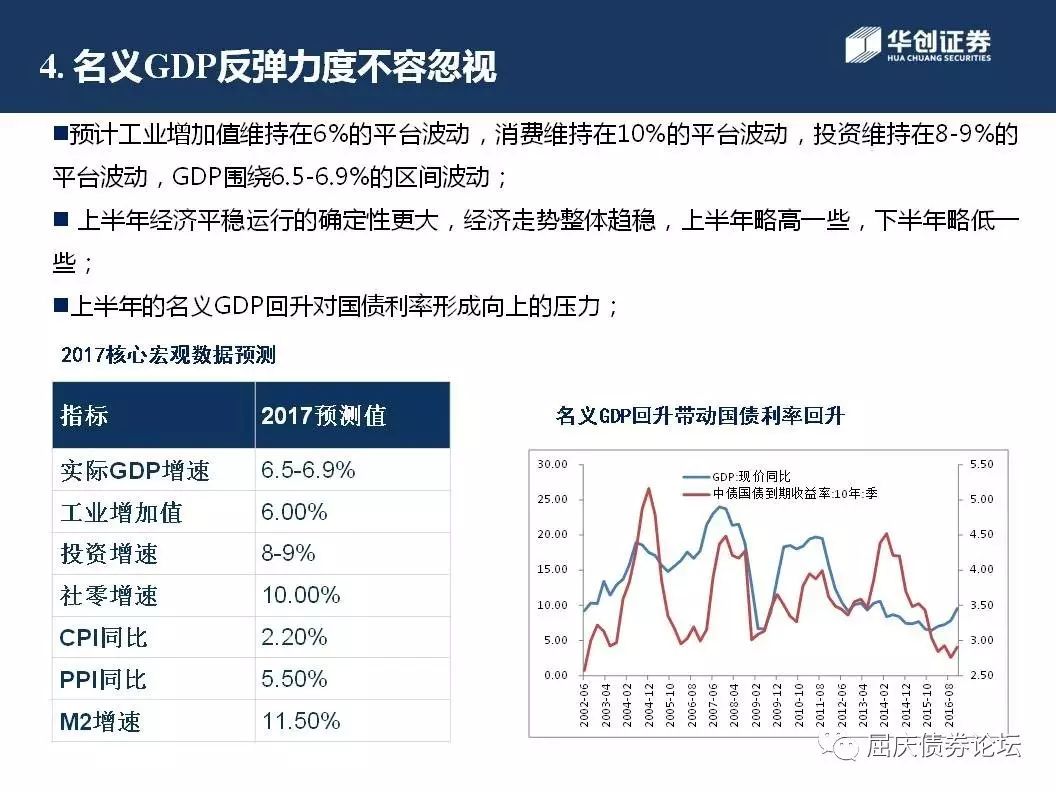 4. 名义GDP反弹力度不容忽视
华创证券
HUA CHUANG SECURITIES
■预计工业增加值维持在6%的平台波动，消费维持在10%的平台波动，投资维持在8-9%的
平台波动，GDP围绕6.5-6.9%的区间波动；
■ 上半年经济平稳运行的确定性更大，经济走势整体趋稳，上半年略高一些，下半年略低一
些；
■上半年的名义GDP回升对国债利率形成向上的压力；
2017核心宏观数据预测
指标 2017预测值
实际GDP增速 6.5-6.9%
工业增加值 6.00%
投资增速 8-9%
社零增速 10.00%
CPI同比 2.20%
PPI同比 5.50%
M2增速 11.50%
名义GDP回升带动国债利率回升
GDP:现价同比
中债国债到期收益率:10年:季
30.00
25.00
20.00
15.00
10.00
5.00
0.00
5.50
5.00
4.50
4.00
3.50
3.00
2.50
2002-06
2003-04
2004-02
2004-12
2005-10
2006-08
2007-06
2008-04
2009-02
2009-12
2010-10
2011-08
2012-06
2013-04
2014-02
2014-12
2015-10
2016-08
屈庆债券论坛